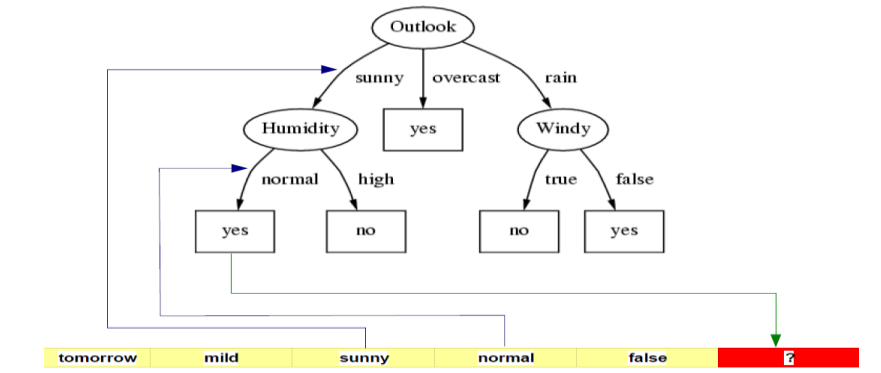 Outlook
sunny overcast rain
Humidity yes Windy
normal high true false
yes no no yes
tomorrow mild sunny normal false ?